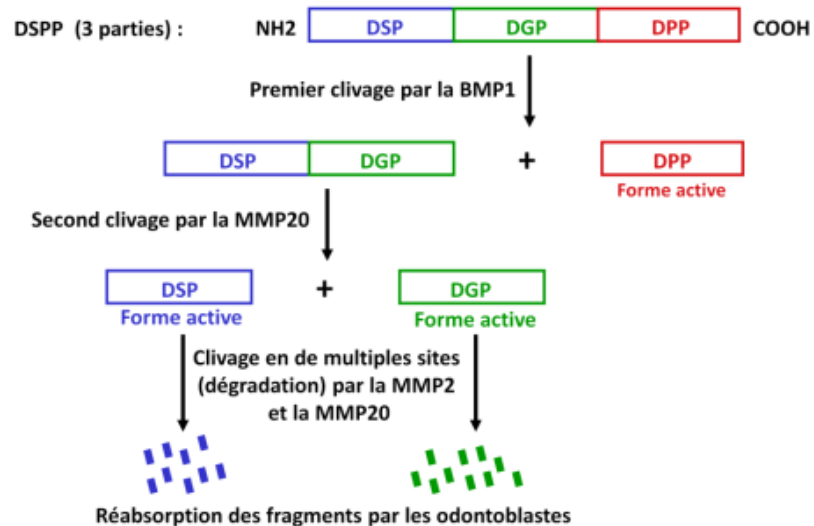 DSPP (3 parties) : NH2 DSP DGP DPP COOH
Premier clivage par la BMP1
DSP DGP + DPP
Forme active
Second clivage par la MMP20
DSP + DGP
Forme active Forme active
Clivage en de multiples sites
(dégradation) par la MMP2
et la MMP20
Réabsorption des fragments par les odontoblastes